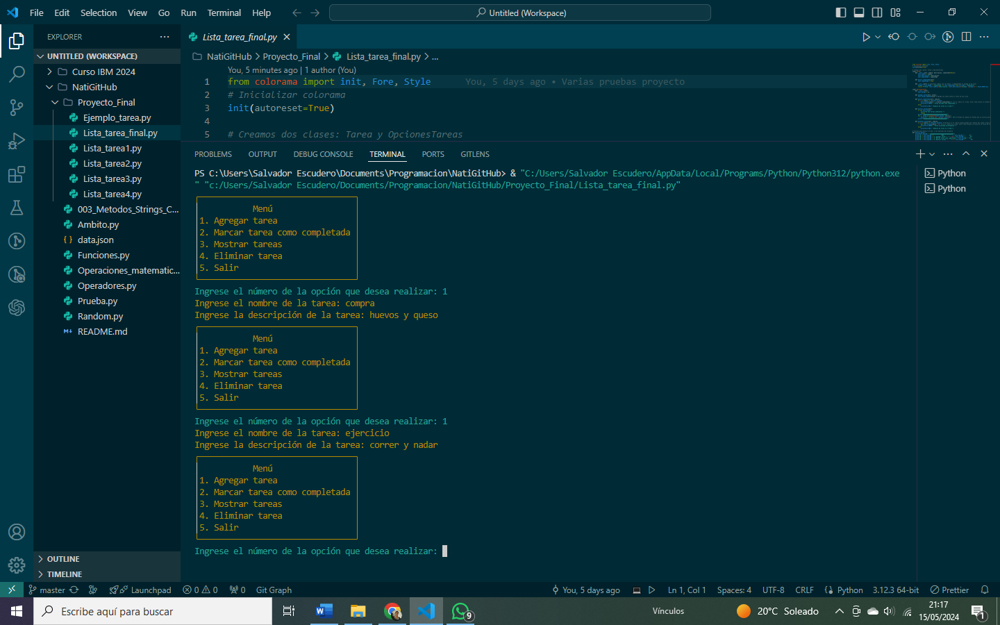 File Edit Selection View Go Run Terminal Help
Untitled (Workspace)
EXPLORER
UNTITLED (WORKSPACE)
Curso IBM 2024
NatiGitHub
Proyecto_Final
Ejemplo_tarea.py
Lista_tarea_final.py
Lista_tarea1.py
Lista_tarea2.py
Lista_tarea3.py
Lista_tarea4.py
003_Metodos_Strings_C...
Ambito.py
{ } data.json
Funciones.py
Operaciones_matematic...
Operadores.py
Prueba.py
Random.py
README.md
OUTLINE
TIMELINE
Lista_tarea_final.py
NatiGitHub > Proyecto_Final > Lista_tarea_final.py > ...
You, 5 minutes ago | 1 author (You)
1 from colorama import init, Fore, Style You, 5 days ago • Varias pruebas proyecto
2 # Inicializar colorama
3 init(autoreset=True)
4
5 # Creamos dos clases: Tarea y OpcionesTareas
PROBLEMS OUTPUT DEBUG CONSOLE TERMINAL PORTS GITLENS
PS C:\Users\Salvador Escudero\Documents\Programacion\NatiGitHub> & "C:/Users/Salvador Escudero/AppData/Local/Programs/Python/Python312/python.exe
" "c:/Users/Salvador Escudero/Documents/Programacion/NatiGitHub/Proyecto_Final/Lista_tarea_final.py"
Menú
1. Agregar tarea
2. Marcar tarea como completada
3. Mostrar tareas
4. Eliminar tarea
5. Salir
Ingrese el número de la opción que desea realizar: 1
Ingrese el nombre de la tarea: compra
Ingrese la descripción de la tarea: huevos y queso
Menú
1. Agregar tarea
2. Marcar tarea como completada
3. Mostrar tareas
4. Eliminar tarea
5. Salir
Ingrese el número de la opción que desea realizar: 1
Ingrese el nombre de la tarea: ejercicio
Ingrese la descripción de la tarea: correr y nadar
Menú
1. Agregar tarea
2. Marcar tarea como completada
3. Mostrar tareas
4. Eliminar tarea
5. Salir
Ingrese el número de la opción que desea realizar:
Python
Python
master Launchpad 0 0 0 Git Graph You, 5 days ago Ln 1, Col 1 Spaces: 4 UTF-8 CRLF Python 3.12.3 64-bit Prettier
Escribe aquí para buscar
9
Vínculos
20°C Soleado
21:17
15/05/2024
1